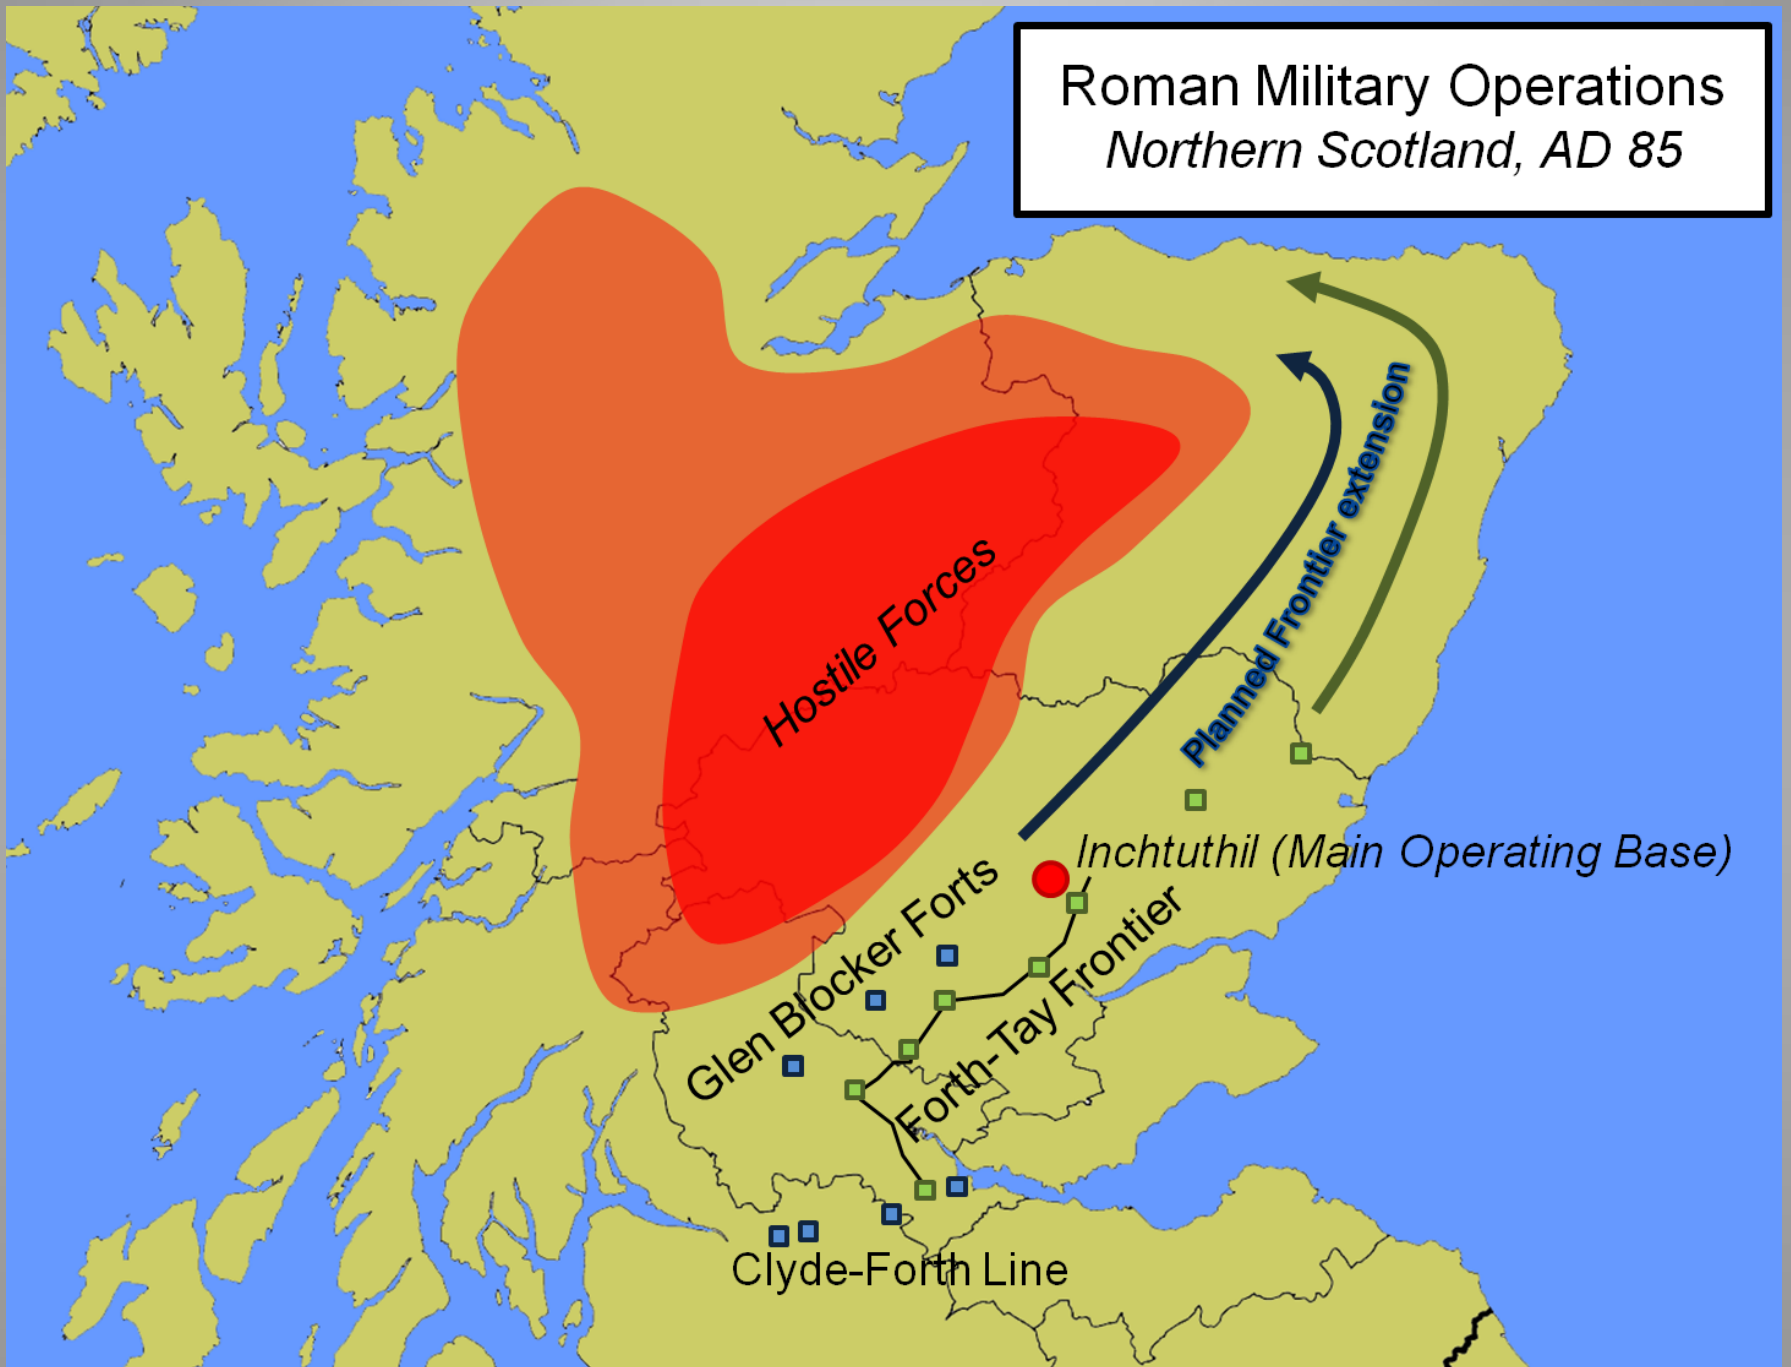 Roman Military Operations
Northern Scotland, AD 85
Planned Frontier extension
Hostile Forces
Inchtuthil (Main Operating Base)
Glen Blocker Forts
Forth-Tay Frontier
Clyde-Forth Line